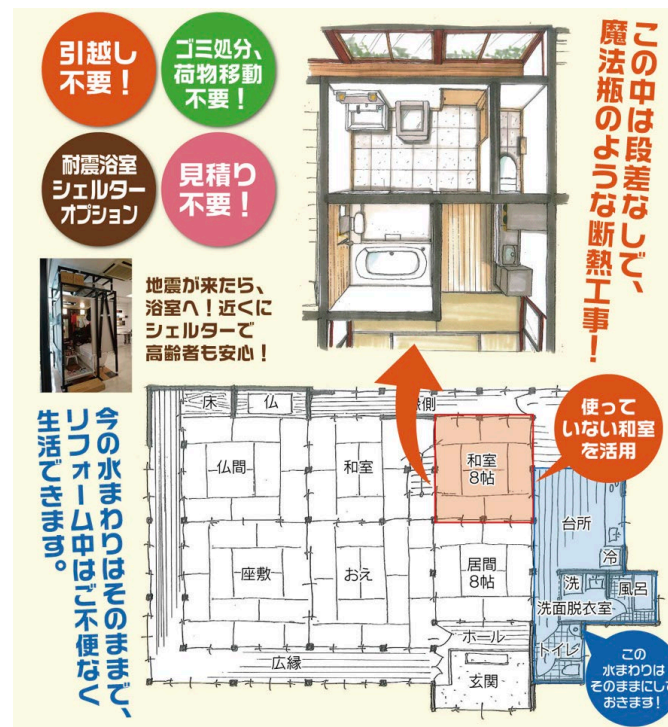 引越し
不要！
ゴミ処分、
荷物移動
不要！
耐震浴室
シェルター
オプション
見積り
不要！
この中は段差なしで、
魔法瓶のような断熱工事！
地震が来たら、
浴室へ！近くに
シェルターで
高齢者も安心！
使って
いない和室
を活用
今の水まわりはそのままで、
リフォーム中はご不便なく
生活できます。
床
仏
側
仏間
和室
和室
8帖
台所
冷
座敷
おえ
居間
8帖
洗
風呂
洗面脱衣室
ホール
トイレ
広縁
玄関
この
水まわりは
そのままにして
おきます！